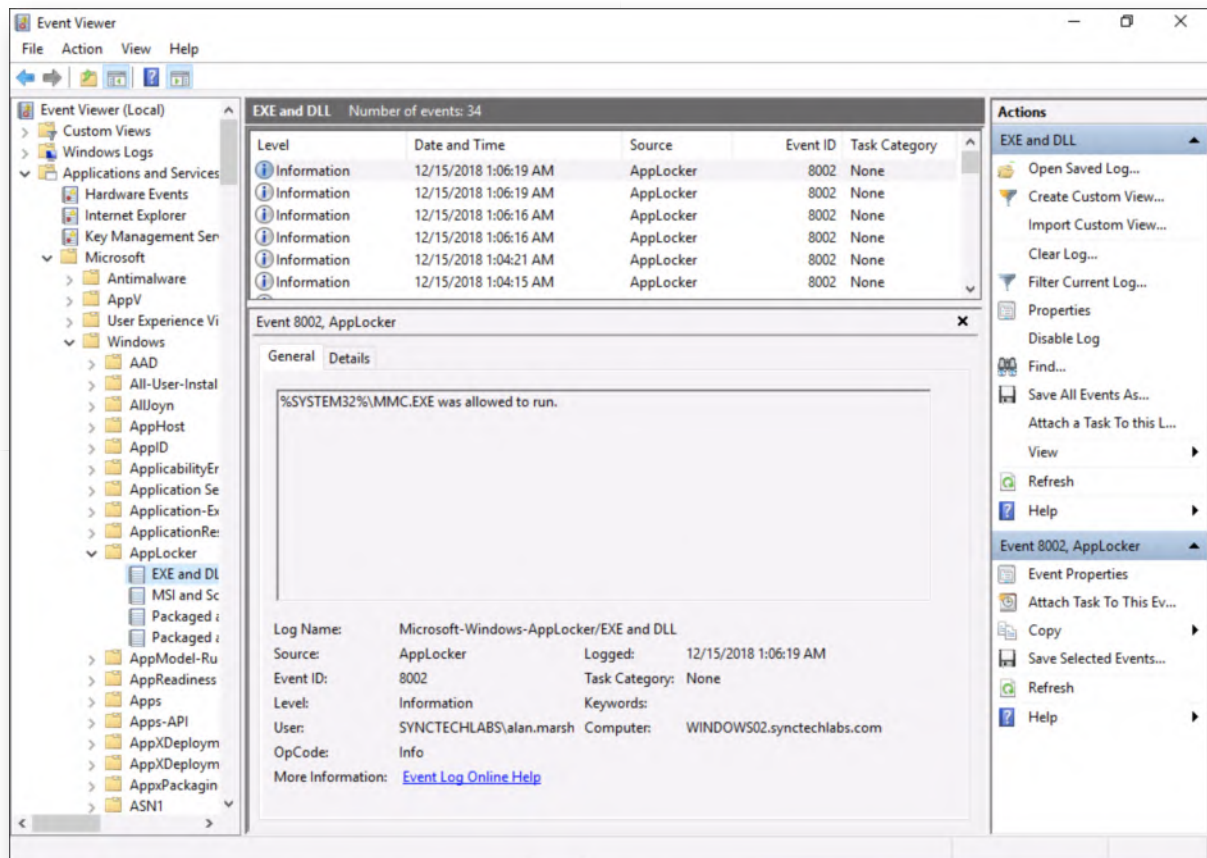 Event Viewer
File Action View Help
Event Viewer (Local)
Custom Views
Windows Logs
Applications and Services
Hardware Events
Internet Explorer
Key Management Ser
Microsoft
Antimalware
AppV
User Experience Vi
Windows
AAD
All-User-Instal
AllJoyn
AppHost
AppID
ApplicabilityEr
Application Se
Application-Ex
ApplicationRe
AppLocker
EXE and DL
MSI and Sc
Packaged a
Packaged a
AppModel-Ru
AppReadiness
Apps
Apps-API
AppXDeploym
AppXDeploym
AppxPackagin
ASN1
EXE and DLL Number of events: 34
Level Date and Time Source Event ID Task Category
Information 12/15/2018 1:06:19 AM AppLocker 8002 None
Information 12/15/2018 1:06:19 AM AppLocker 8002 None
Information 12/15/2018 1:06:16 AM AppLocker 8002 None
Information 12/15/2018 1:06:16 AM AppLocker 8002 None
Information 12/15/2018 1:04:21 AM AppLocker 8002 None
Information 12/15/2018 1:04:15 AM AppLocker 8002 None
Event 8002, AppLocker
General Details
%SYSTEM32%\MMC.EXE was allowed to run.
Log Name: Microsoft-Windows-AppLocker/EXE and DLL
Source: AppLocker Logged: 12/15/2018 1:06:19 AM
Event ID: 8002 Task Category: None
Level: Information Keywords:
User: SYNCTECHLABS\alan.marsh Computer: WINDOWS02.synctechlabs.com
OpCode: Info
More Information: Event Log Online Help
Actions
EXE and DLL
Open Saved Log...
Create Custom View...
Import Custom View...
Clear Log...
Filter Current Log...
Properties
Disable Log
Find...
Save All Events As...
Attach a Task To this L...
View
Refresh
Help
Event 8002, AppLocker
Event Properties
Attach Task To This Ev...
Copy
Save Selected Events...
Refresh
Help